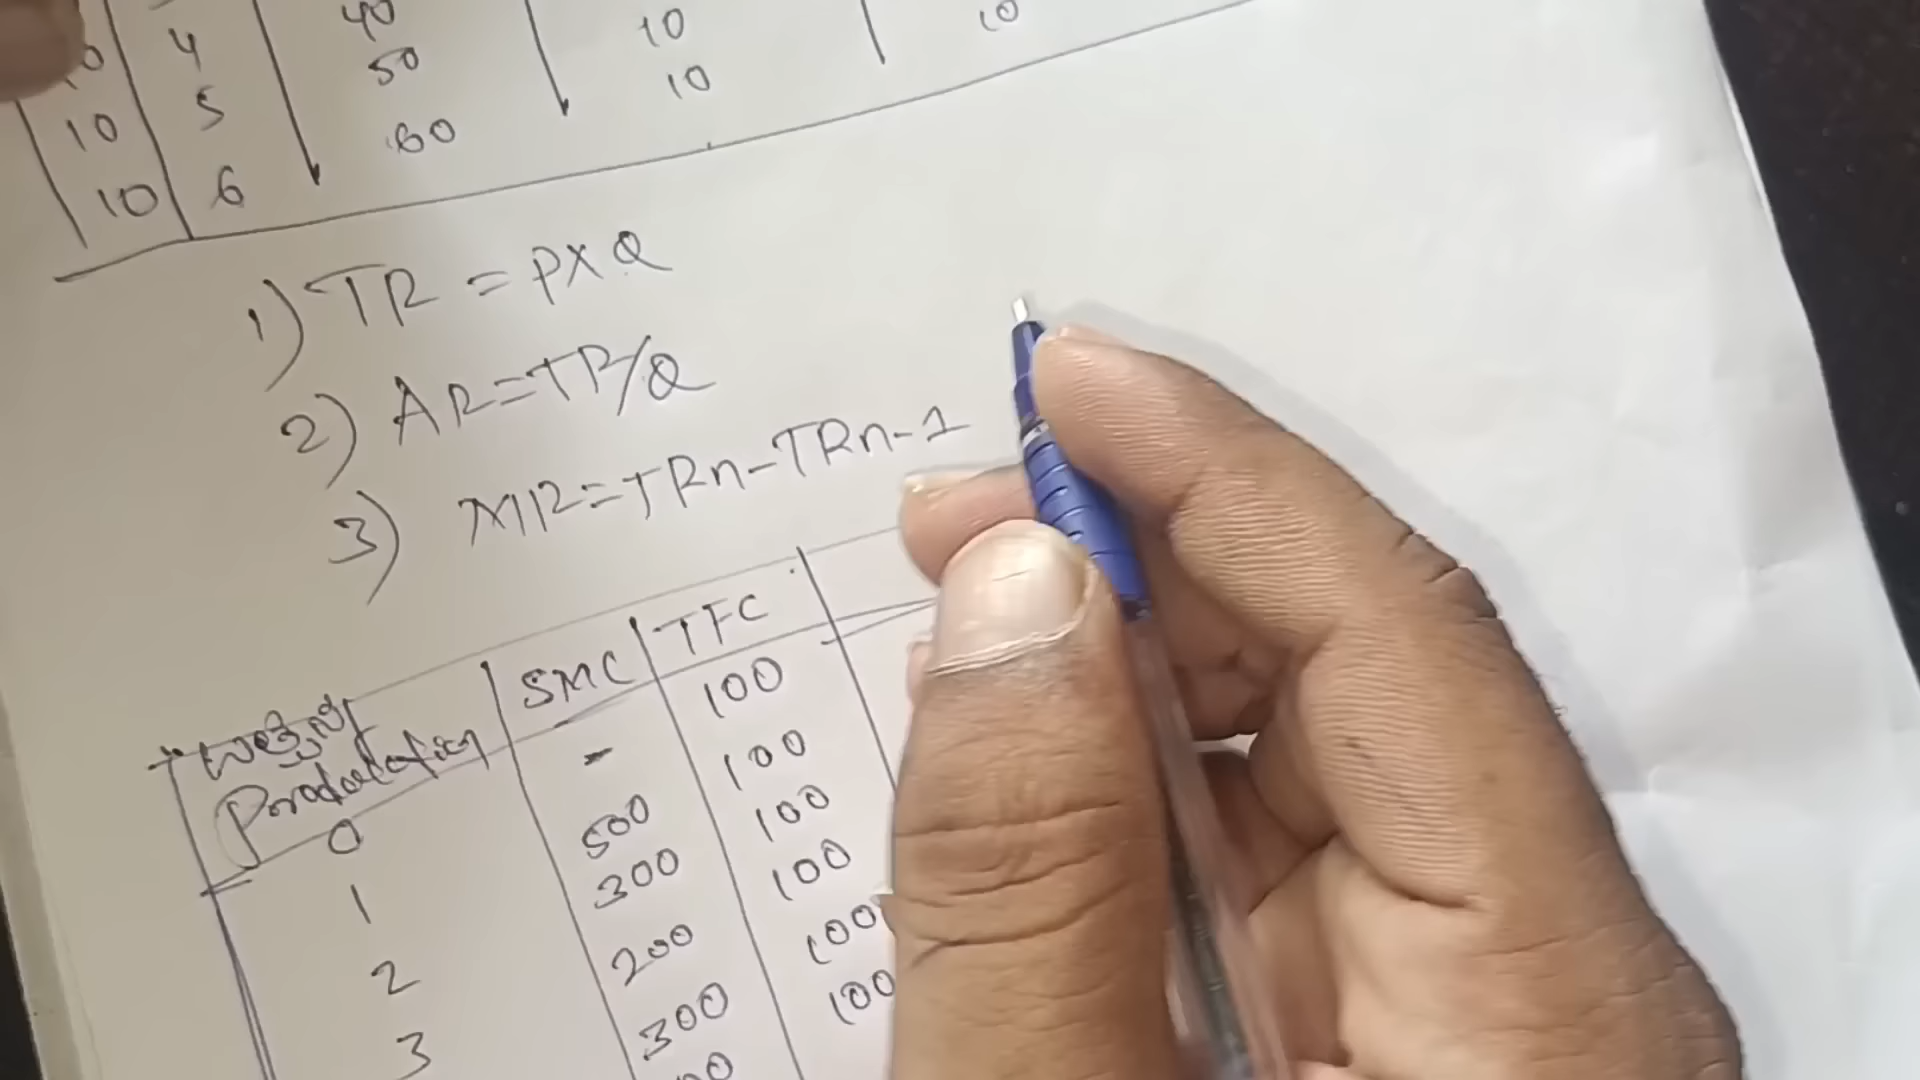 40
4 50 10 10
10 5 60 10
10 6
1) TR = PXQ
2) AR=TR/Q
3) MR=TRn-TRn-1
SMC TFC
Production
0 - 100
1 500 100
2 300 100
3 200 100
300 100
100